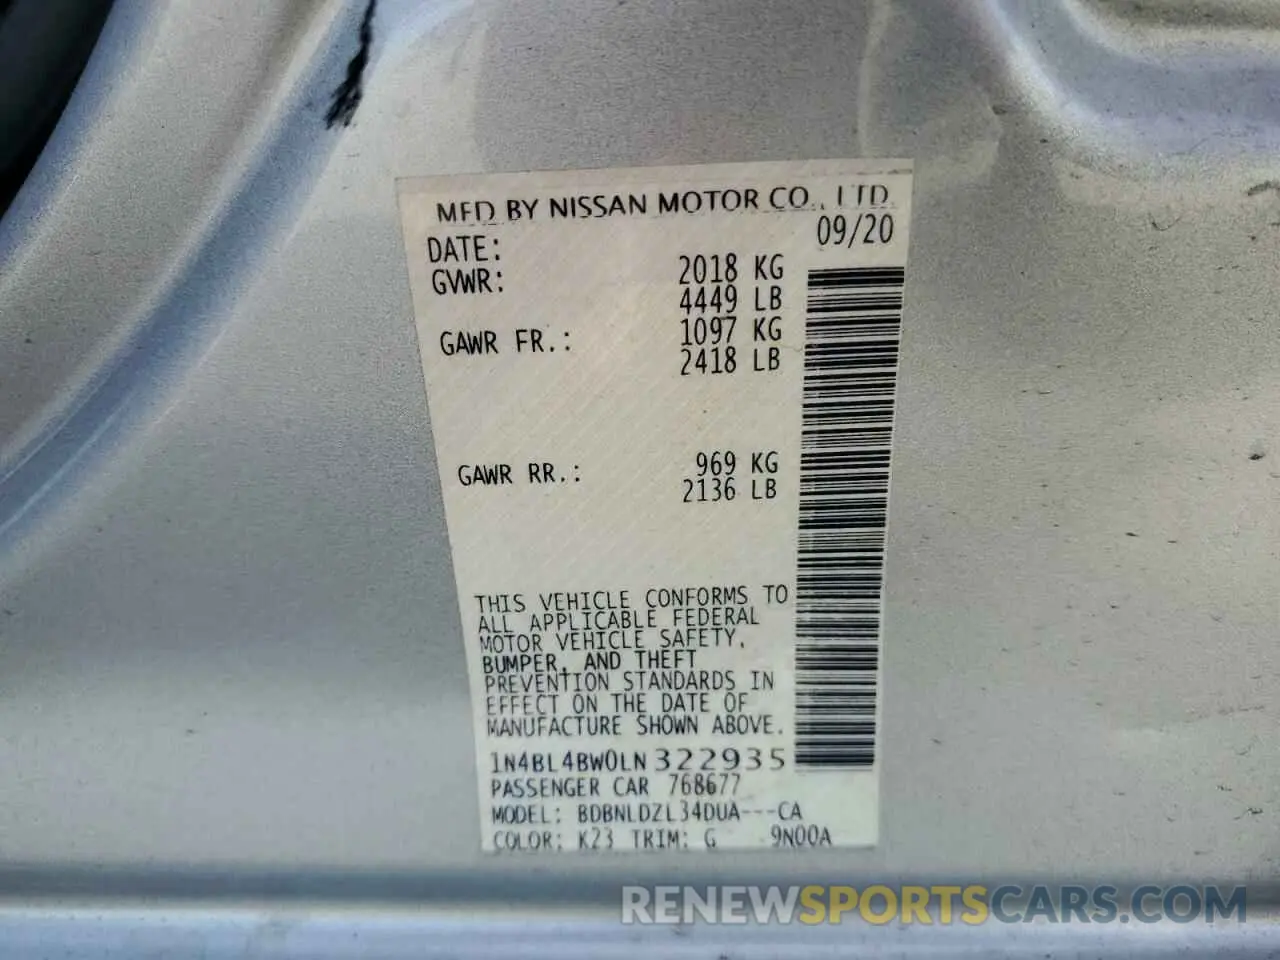 MFD BY NISSAN MOTOR CO., LTD.
DATE: 09/20
GVWR: 2018 KG
4449 LB
GAWR FR.: 1097 KG
2418 LB
GAWR RR.: 969 KG
2136 LB
THIS VEHICLE CONFORMS TO
ALL APPLICABLE FEDERAL
MOTOR VEHICLE SAFETY,
BUMPER, AND THEFT
PREVENTION STANDARDS IN
EFFECT ON THE DATE OF
MANUFACTURE SHOWN ABOVE.
1N4BL4BW0LN322935
PASSENGER CAR 768677
MODEL: BDBNLDZL34DUA---CA
COLOR: K23 TRIM: G 9N00A
RENEWSPORTSCARS.COM